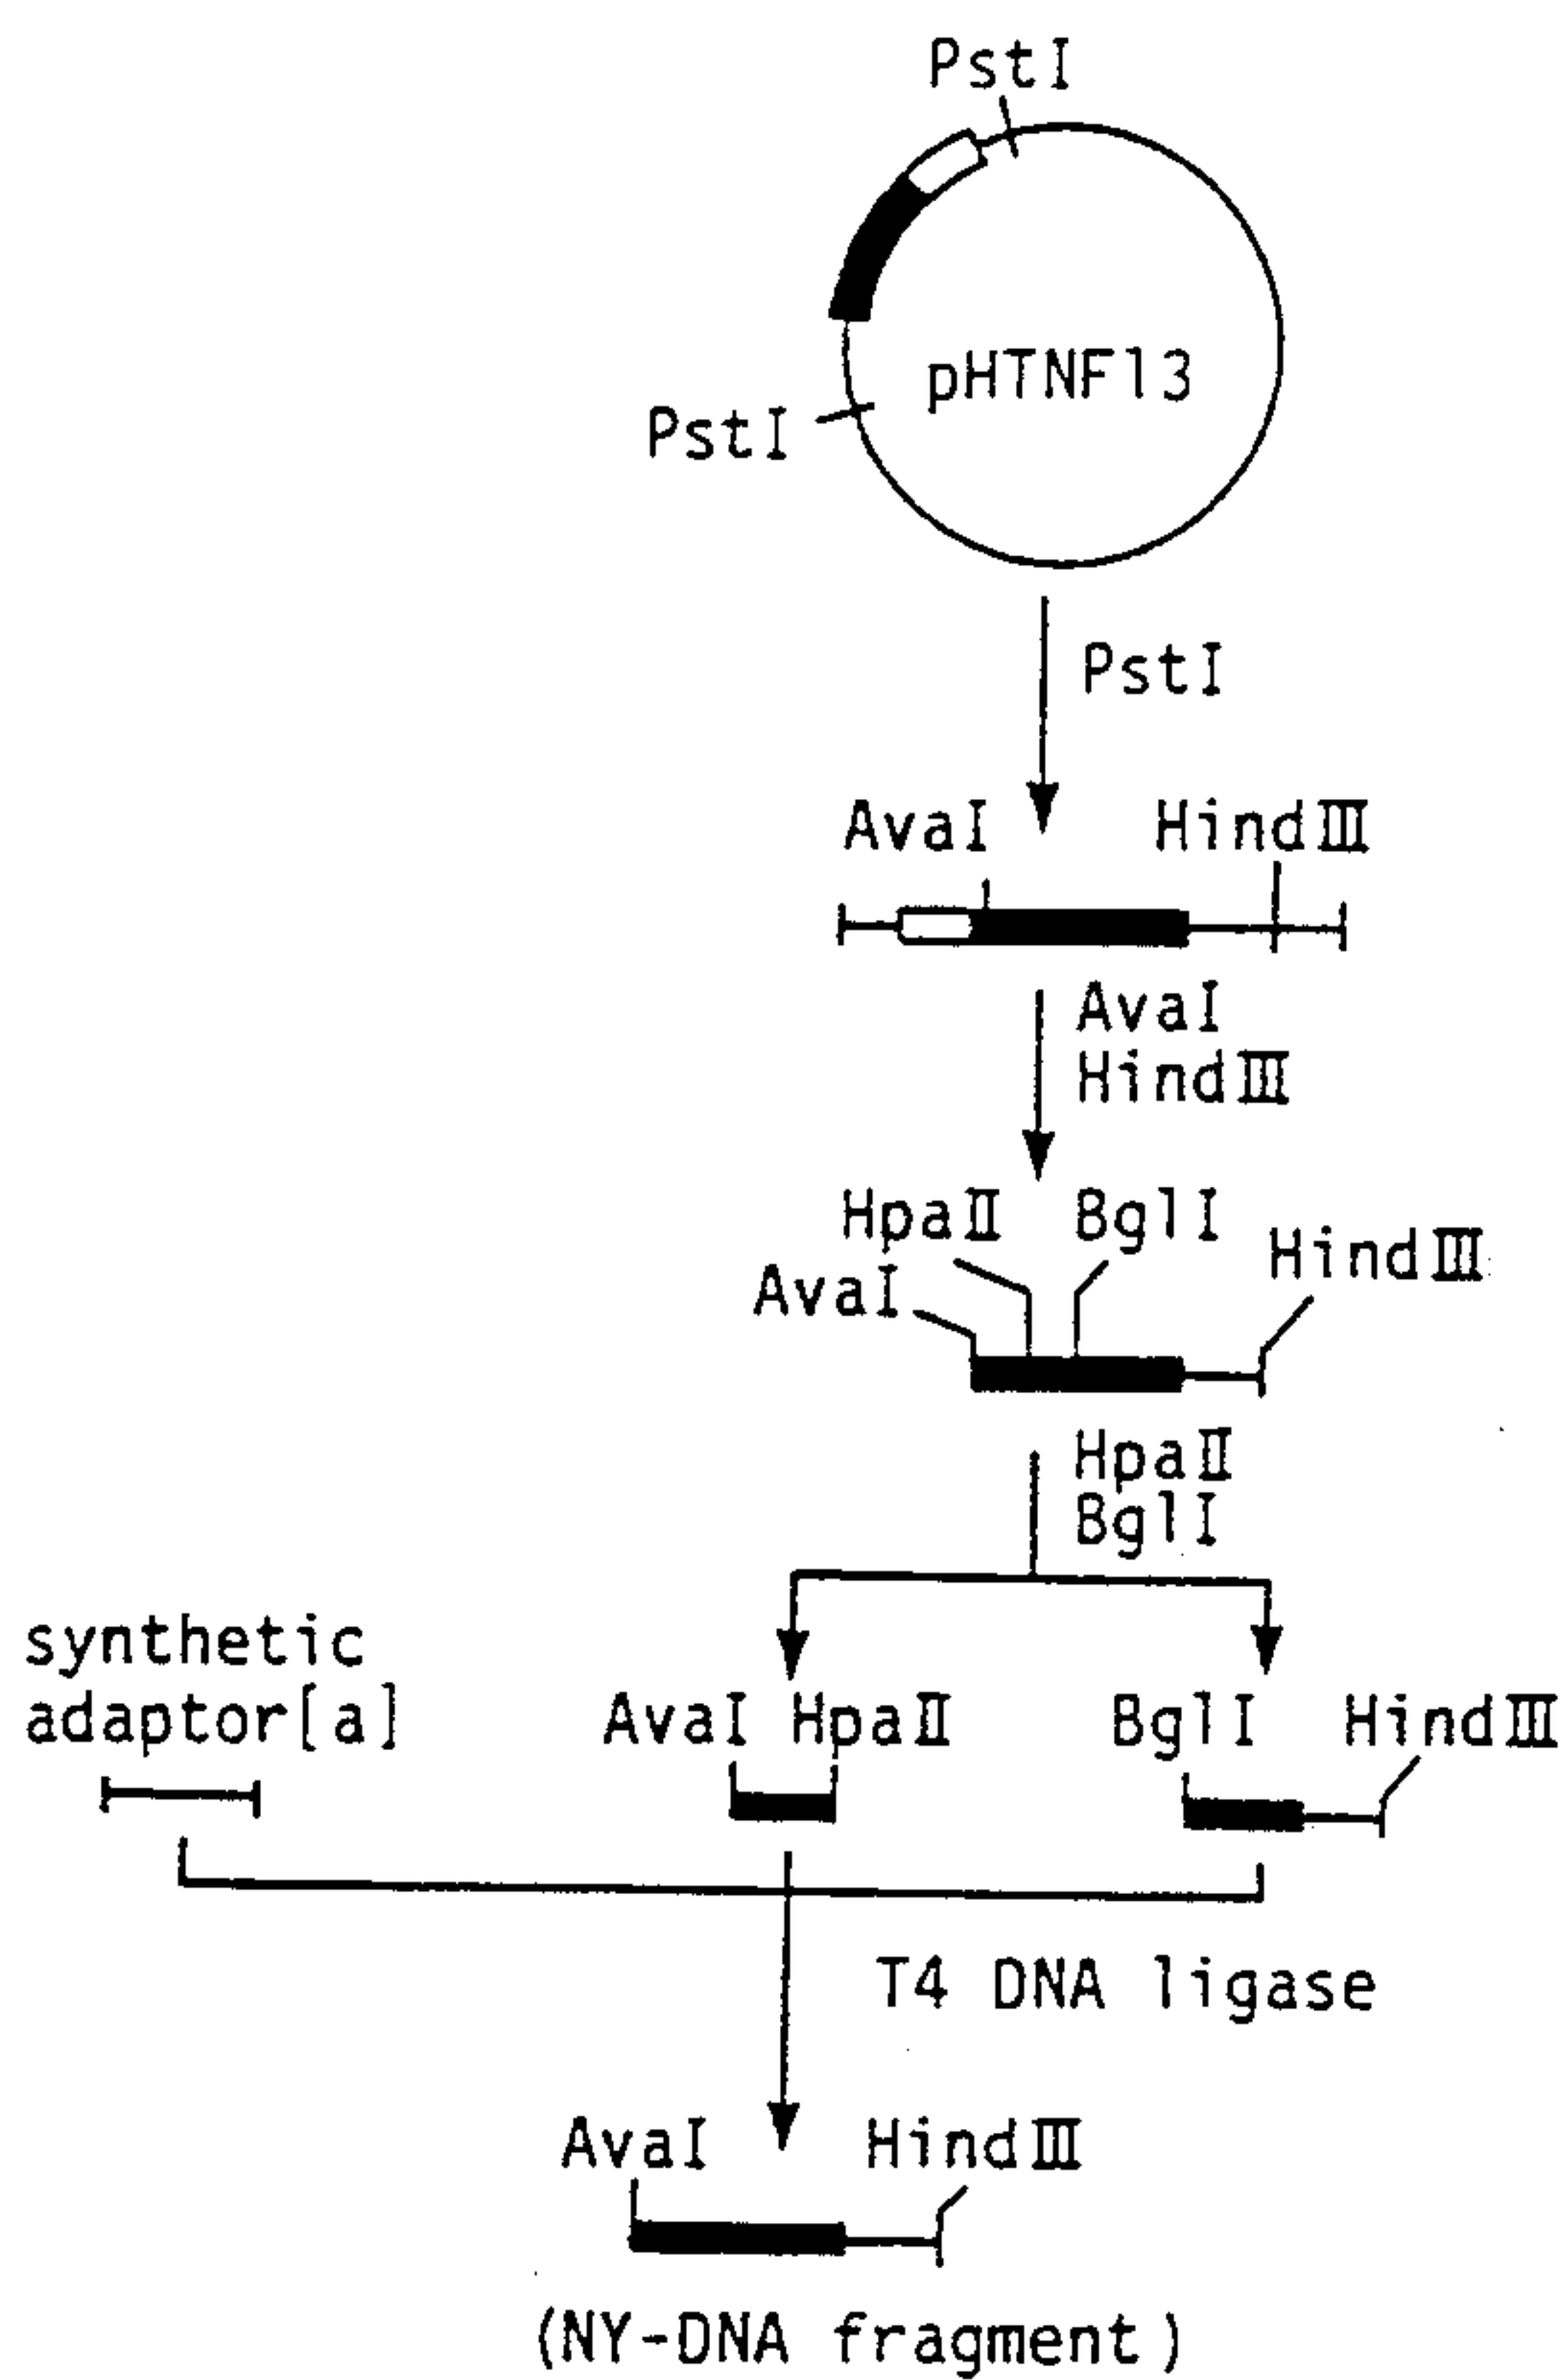 PstI
pHTNF13
PstI
PstI
AvaI HindIII
AvaI
HindIII
HpaII BglI
HindIII
AvaI
HpaII
BglI
synthetic
adaptor[a]
AvaI HpaII BglI HindIII
T4 DNA ligase
AvaI HindIII
(NY-DNA fragment)